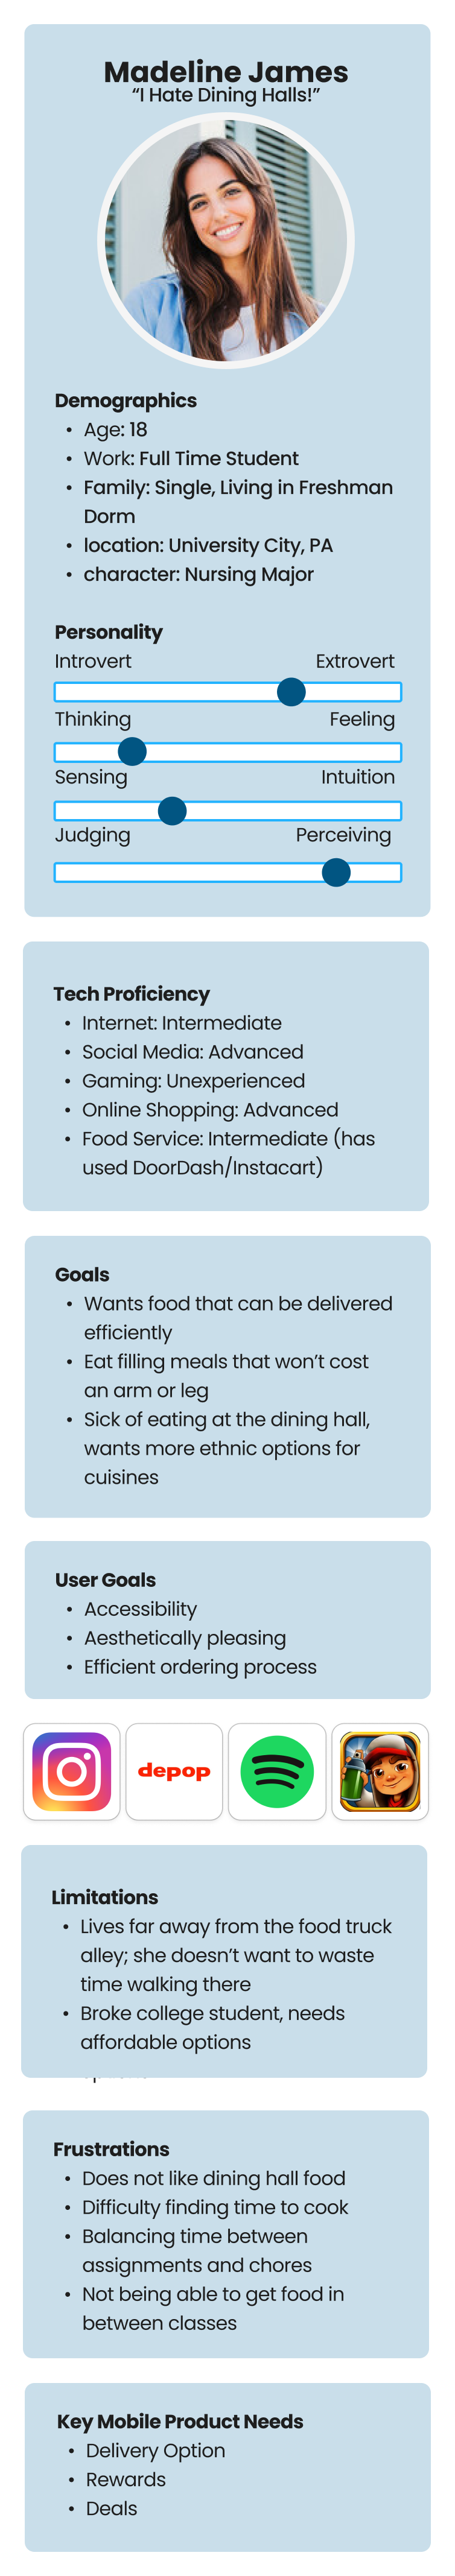 Madeline James
“I Hate Dining Halls!”
Demographics
• Age: 18
• Work: Full Time Student
• Family: Single, Living in Freshman
Dorm
• location: University City, PA
• character: Nursing Major
Personality
Introvert Extrovert
Thinking Feeling
Sensing Intuition
Judging Perceiving
Tech Proficiency
• Internet: Intermediate
• Social Media: Advanced
• Gaming: Unexperienced
• Online Shopping: Advanced
• Food Service: Intermediate (has
used DoorDash/Instacart)
Goals
• Wants food that can be delivered
efficiently
• Eat filling meals that won’t cost
an arm or leg
• Sick of eating at the dining hall,
wants more ethnic options for
cuisines
User Goals
• Accessibility
• Aesthetically pleasing
• Efficient ordering process
depop
Limitations
• Lives far away from the food truck
alley; she doesn’t want to waste
time walking there
• Broke college student, needs
affordable options
Frustrations
• Does not like dining hall food
• Difficulty finding time to cook
• Balancing time between
assignments and chores
• Not being able to get food in
between classes
Key Mobile Product Needs
• Delivery Option
• Rewards
• Deals